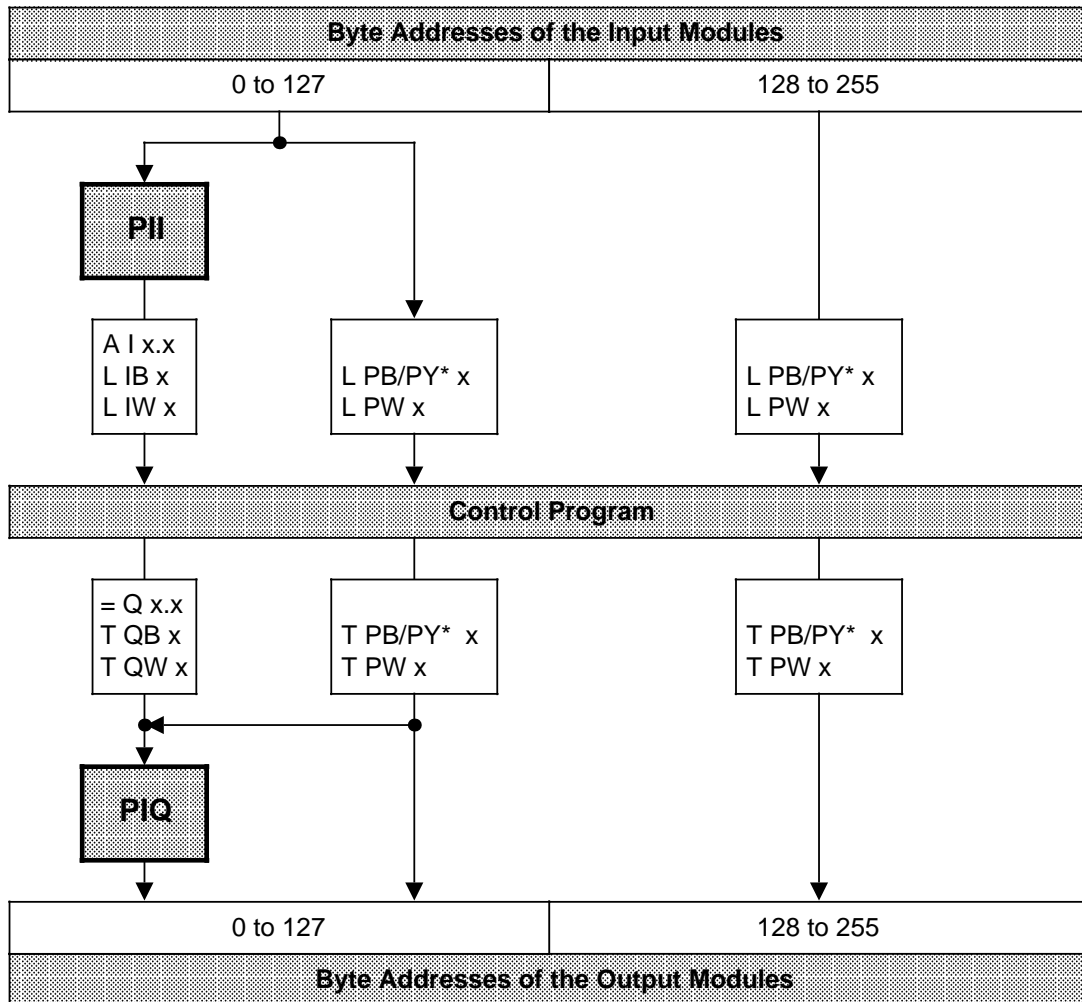 Byte Addresses of the Input Modules
0 to 127
128 to 255
PII
A I x.x
L IB x
L IW x
L PB/PY* x
L PW x
L PB/PY* x
L PW x
Control Program
= Q x.x
T QB x
T QW x
T PB/PY* x
T PW x
T PB/PY* x
T PW x
PIQ
0 to 127
128 to 255
Byte Addresses of the Output Modules